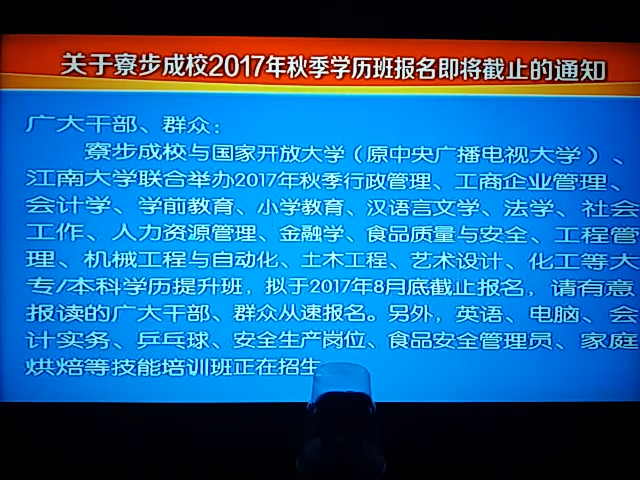 关于寮步成校2017年秋季学历班报名即将截止的通知
广大干部、群众：
寮步成校与国家开放大学（原中央广播电视大学）、
江南大学联合举办2017年秋季行政管理、工商企业管理、
会计学、学前教育、小学教育、汉语言文学、法学、社会
工作、人力资源管理、金融学、食品质量与安全、工程管
理、机械工程与自动化、土木工程、艺术设计、化工等大
专/本科学历提升班，拟于2017年8月底截止报名，请有意
报读的广大干部、群众从速报名。另外，英语、电脑、会
计实务、乒乓球、安全生产岗位、食品安全管理员、家庭
烘焙等技能培训班正在招生